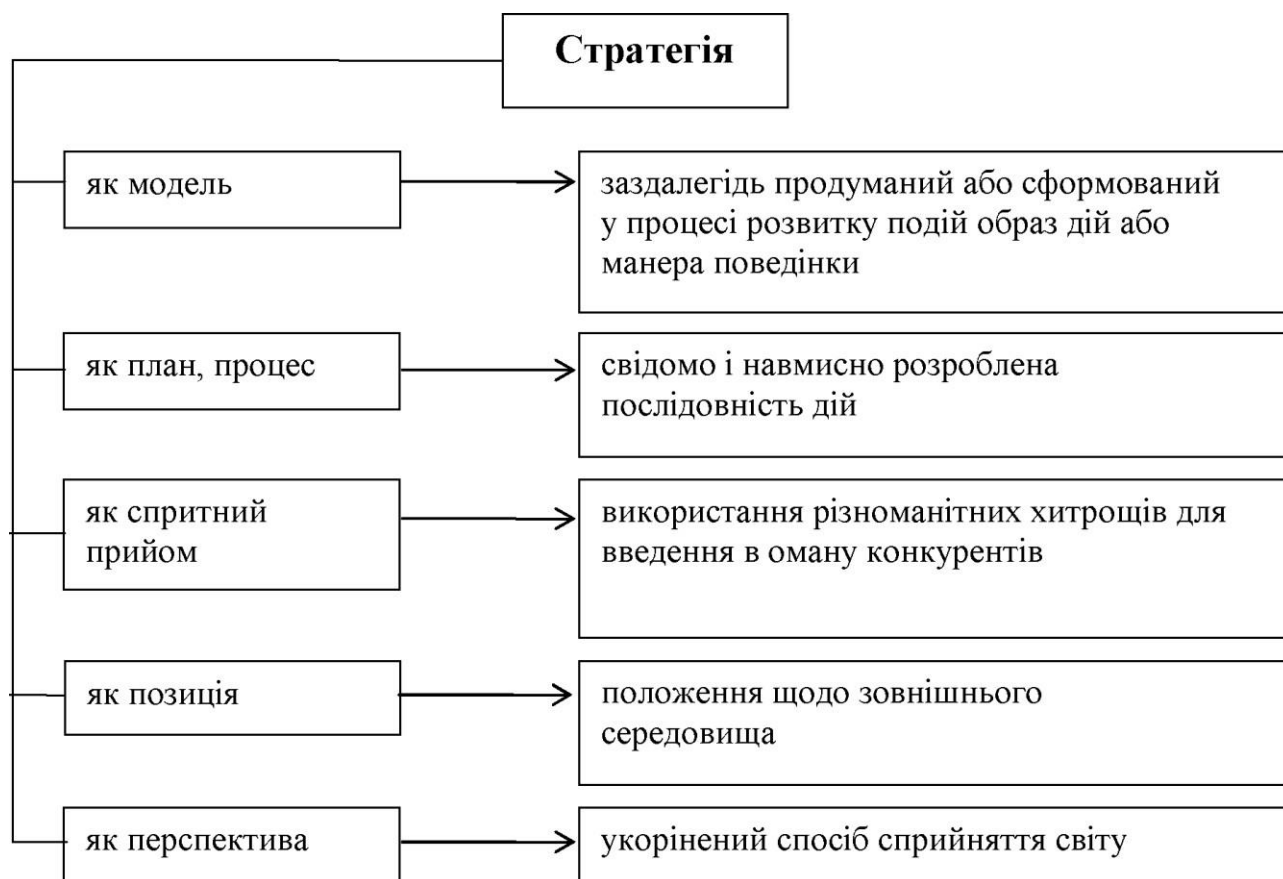 Стратегія
як модель
заздалегідь продуманий або сформований
у процесі розвитку подій образ дій або
манера поведінки
як план, процес
свідомо і навмисно розроблена
послідовність дій
як спритний
прийом
використання різноманітних хитрощів для
введення в оману конкурентів
як позиція
положення щодо зовнішнього
середовища
як перспектива
укорінений спосіб сприйняття світу